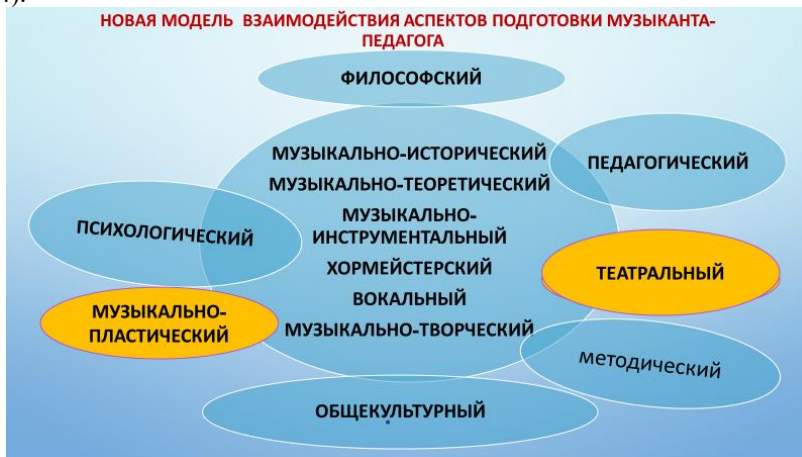 НОВАЯ МОДЕЛЬ ВЗАИМОДЕЙСТВИЯ АСПЕКТОВ ПОДГОТОВКИ МУЗЫКАНТА-
ПЕДАГОГА
ФИЛОСОФСКИЙ
МУЗЫКАЛЬНО-ИСТОРИЧЕСКИЙ
ПЕДАГОГИЧЕСКИЙ
МУЗЫКАЛЬНО-ТЕОРЕТИЧЕСКИЙ
МУЗЫКАЛЬНО-
ИНСТРУМЕНТАЛЬНЫЙ
ПСИХОЛОГИЧЕСКИЙ
ХОРМЕЙСТЕРСКИЙ
ТЕАТРАЛЬНЫЙ
ВОКАЛЬНЫЙ
МУЗЫКАЛЬНО-
ПЛАСТИЧЕСКИЙ
МУЗЫКАЛЬНО-ТВОРЧЕСКИЙ
методический
ОБЩЕКУЛЬТУРНЫЙ